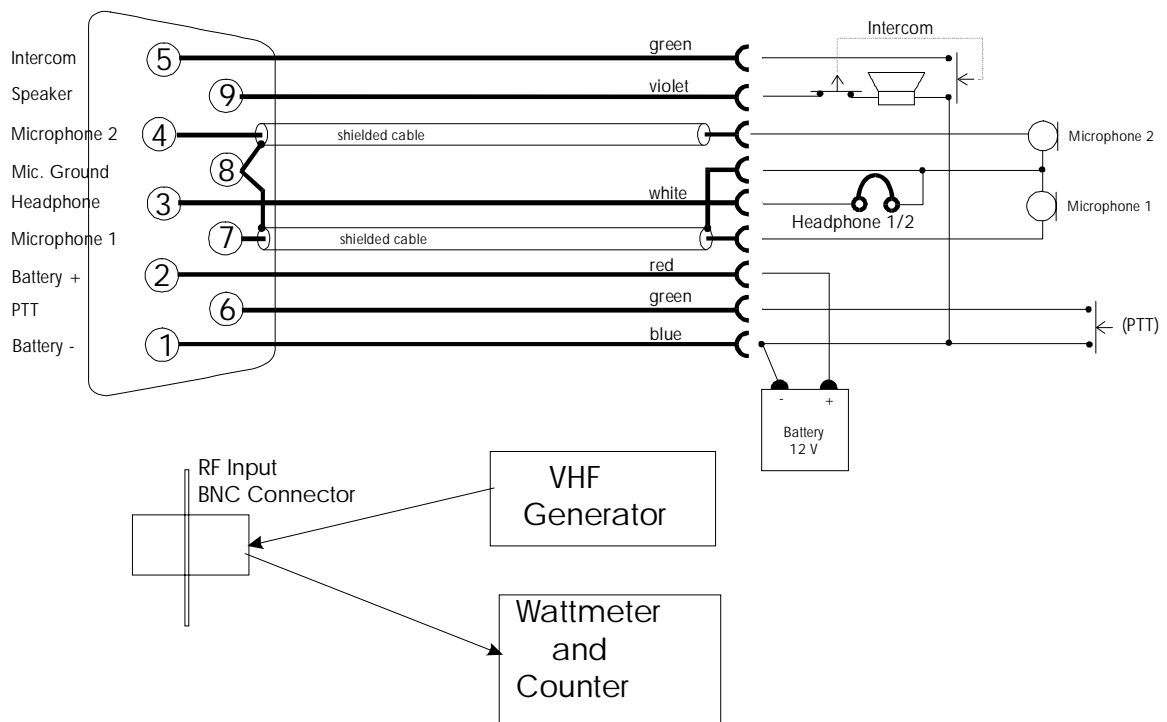 Intercom 5 green
Intercom
Speaker 9 violet
Microphone 2 4 shielded cable
Microphone 2
Mic. Ground 8
Headphone 3 white
Headphone 1/2
Microphone 1
Microphone 1 7 shielded cable
Battery + 2 red
PTT 6 green
(PTT)
Battery - 1 blue
- +
Battery
12 V
RF Input
BNC Connector
VHF
Generator
Wattmeter
and
Counter